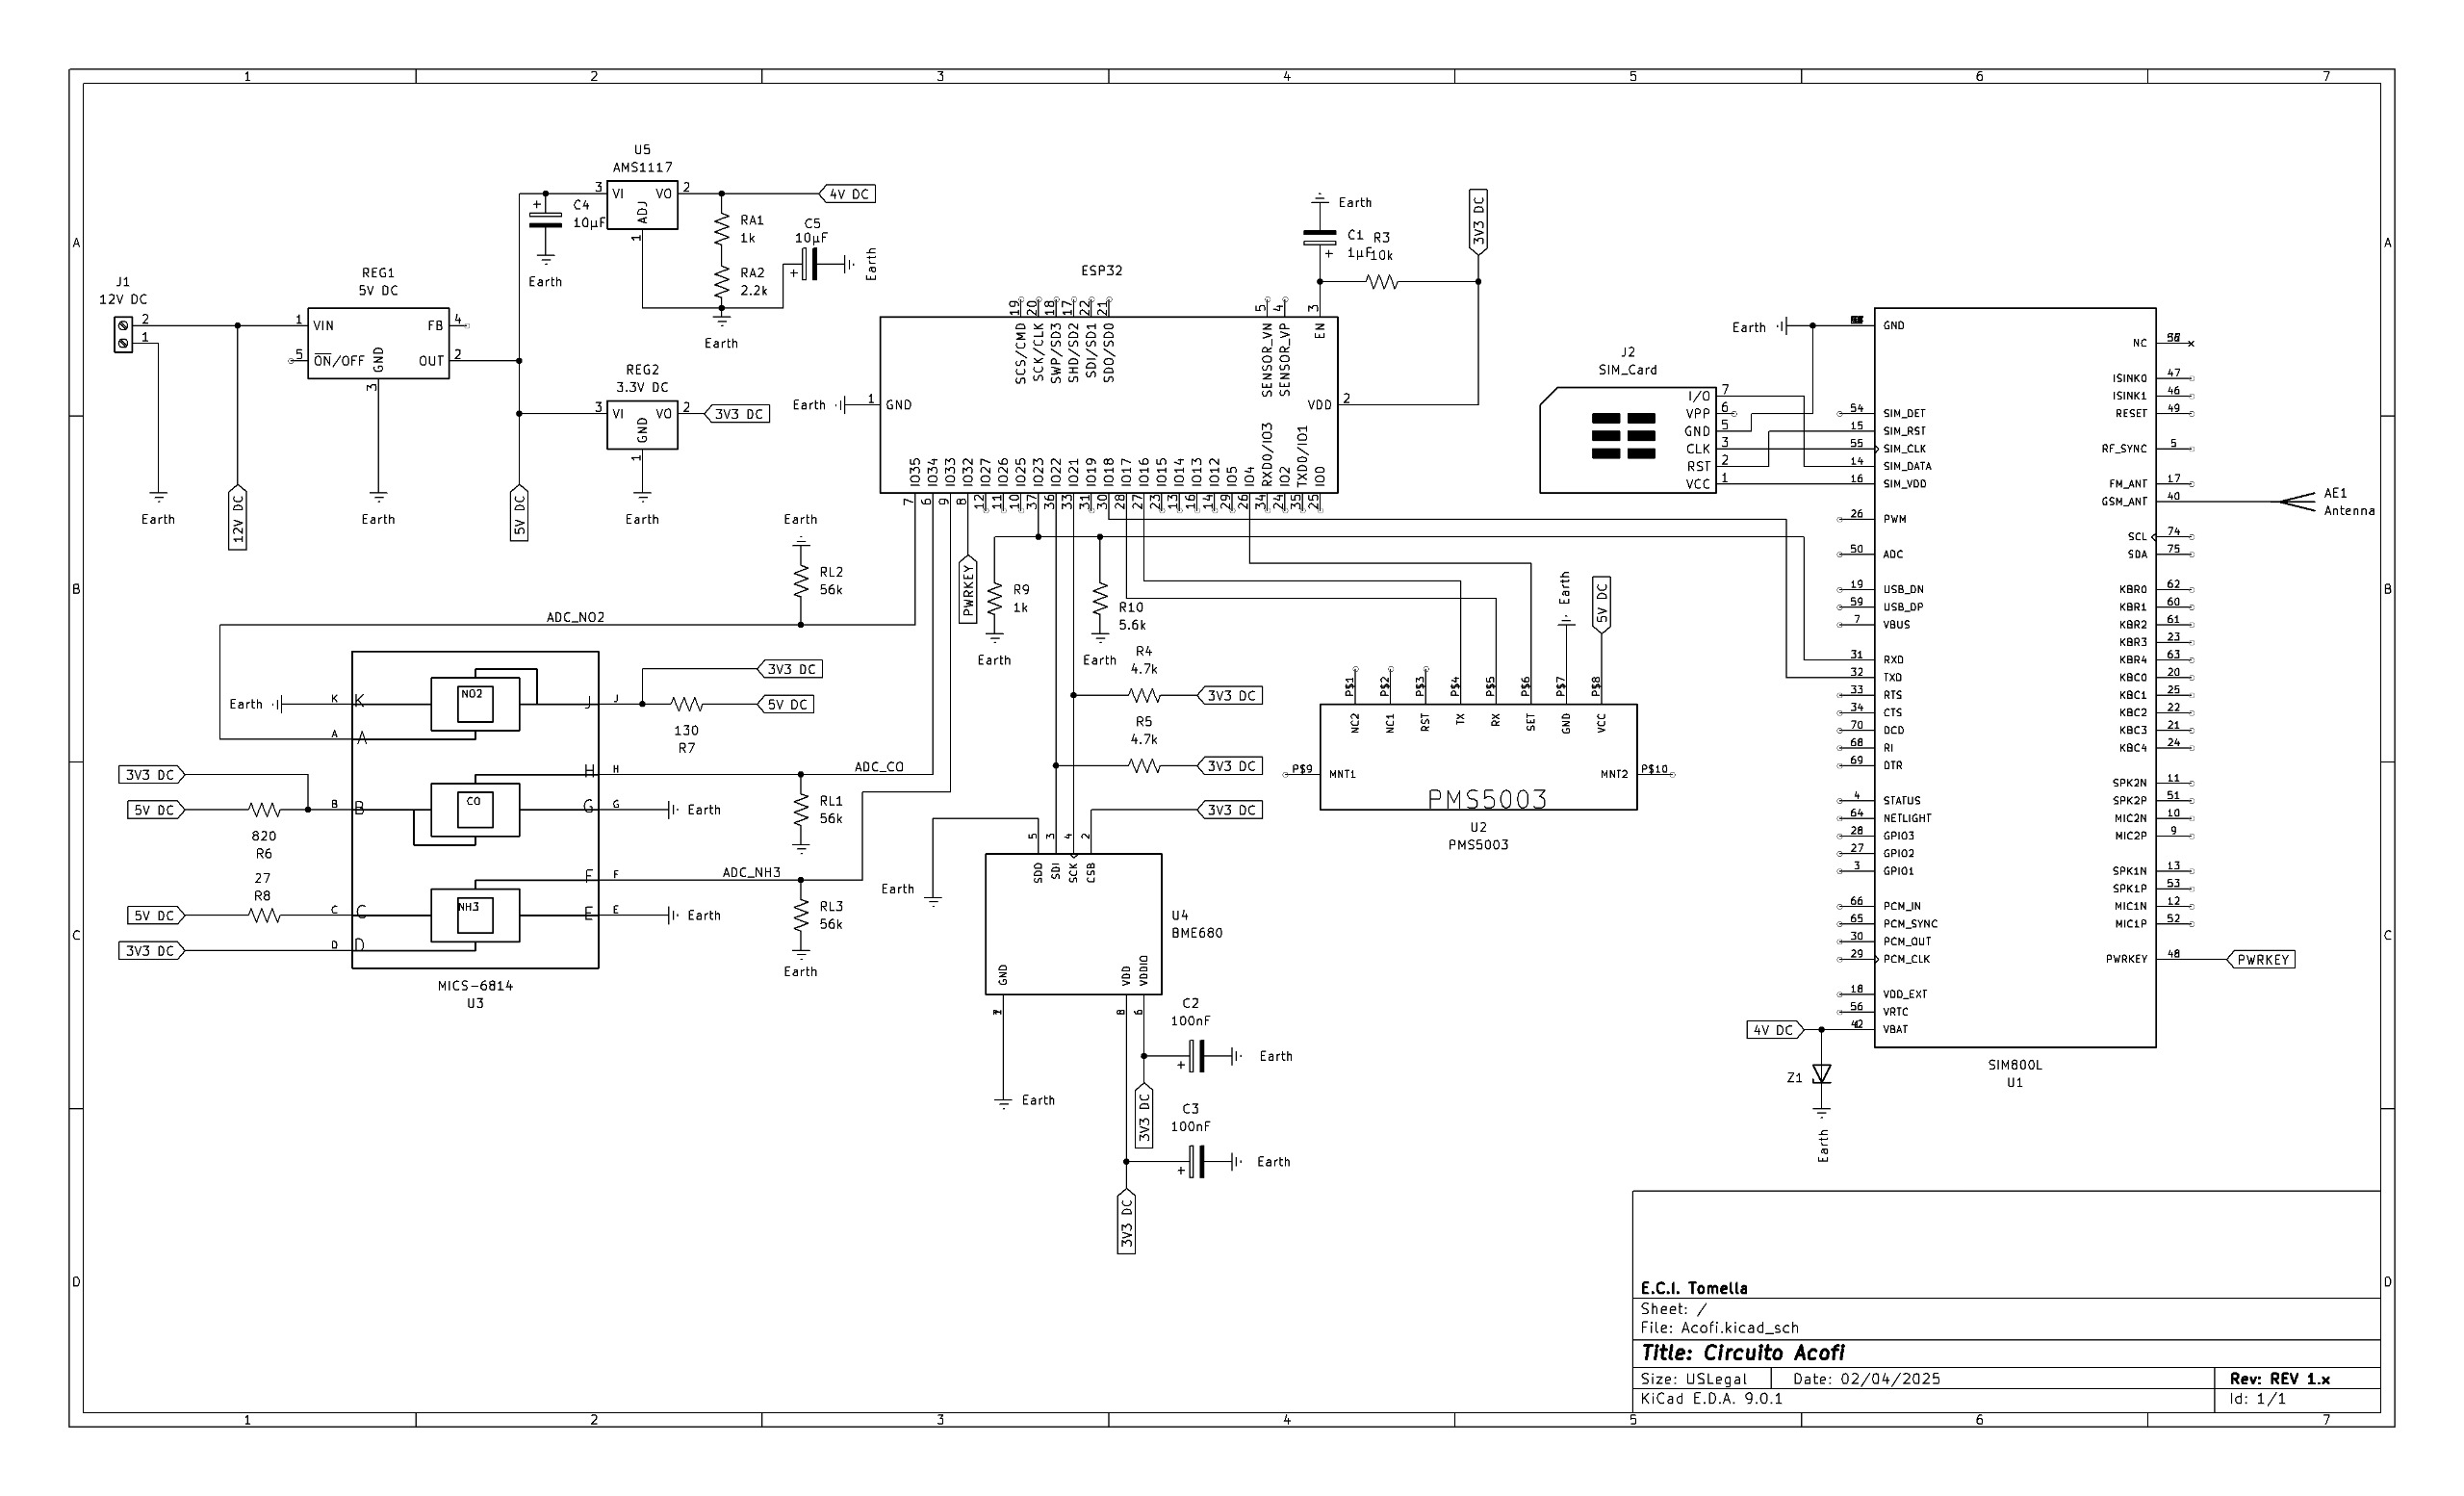 1 2 3 4 5 6 7
A
B
C
D
U5
AMS1117
3 VI VO 2
ADJ
1
4V DC
C4
10µF
Earth
RA1
1k
RA2
2.2k
C5
10µF
Earth
Earth
J1
12V DC
2
1
Earth
REG1
5V DC
1 VIN FB 4
5 ON/OFF OUT 2
GND
3
Earth
12V DC
5V DC
REG2
3.3V DC
3 VI VO 2
GND
1
3V3 DC
Earth
ESP32
19 20 18 17 22 21 5 4 3
SCS/CMD
SCK/CLK
SWP/SD3
SHD/SD2
SDI/SD1
SDO/SD0
SENSOR_VN
SENSOR_VP
EN
Earth 1 GND
VDD 2
IO35
IO34
IO33
IO32
IO27
IO26
IO25
IO23
IO22
IO21
IO19
IO18
IO17
IO16
IO15
IO14
IO13
IO12
IO5
IO4
RXD0/IO3
IO2
TXD0/IO1
IO0
7 6 9 8 12 11 10 37 36 33 31 30 28 27 23 13 16 14 29 26 34 24 35 25
Earth
C1
1µF
R3
10k
3V3 DC
PWRKEY
Earth
RL2
56k
ADC_NO2
R9
1k
Earth
R10
5.6k
Earth
R4
4.7k
3V3 DC
R5
4.7k
3V3 DC
3V3 DC
Earth K K
NO2
J J
A A
3V3 DC
130
R7
5V DC
3V3 DC
5V DC
820
R6
B B
CO
H H
G G Earth
ADC_CO
RL1
56k
27
R8
5V DC
C C
NH3
F F
E E Earth
3V3 DC
D D
ADC_NH3
RL3
56k
Earth
MICS-6814
U3
5 3 4 2
SDO
SDI
SCK
CSB
Earth
U4
BME680
GND
VDD
VDDIO
8 6
Earth
C2
100nF
Earth
3V3 DC
C3
100nF
Earth
3V3 DC
Earth
5V DC
P$1 P$2 P$3 P$4 P$5 P$6 P$7 P$8
NC2
NC1
RST
TX
RX
SET
GND
VCC
P$9 MNT1
MNT2 P$10
PMS5003
U2
PMS5003
J2
SIM_Card
I/O 7
VPP 6
GND 5
CLK 3
RST 2
VCC 1
Earth
GND
54 SIM_DET
15 SIM_RST
55 SIM_CLK
14 SIM_DATA
16 SIM_VDD
26 PWM
50 ADC
19 USB_DN
59 USB_DP
7 VBUS
31 RXD
32 TXD
33 RTS
34 CTS
70 DCD
68 RI
69 DTR
4 STATUS
64 NETLIGHT
28 GPIO3
27 GPIO2
3 GPIO1
66 PCM_IN
65 PCM_SYNC
30 PCM_OUT
29 PCM_CLK
18 VDD_EXT
56 VRTC
4V DC VBAT
Z1
Earth
NC
ISINK0 47
ISINK1 46
RESET 49
RF_SYNC 5
FM_ANT 17
GSM_ANT 40
AE1
Antenna
SCL 74
SDA 75
KBR0 62
KBR1 60
KBR2 61
KBR3 23
KBR4 63
KBC0 20
KBC1 25
KBC2 22
KBC3 21
KBC4 24
SPK2N 11
SPK2P 51
MIC2N 10
MIC2P 9
SPK1N 13
SPK1P 53
MIC1N 12
MIC1P 52
PWRKEY 48 PWRKEY
SIM800L
U1
E.C.I. Tomella
Sheet: /
File: Acofi.kicad_sch
Title: Circuito Acofi
Size: USLegal Date: 02/04/2025 Rev: REV 1.x
KiCad E.D.A. 9.0.1 Id: 1/1
A
B
C
D
1 2 3 4 5 6 7